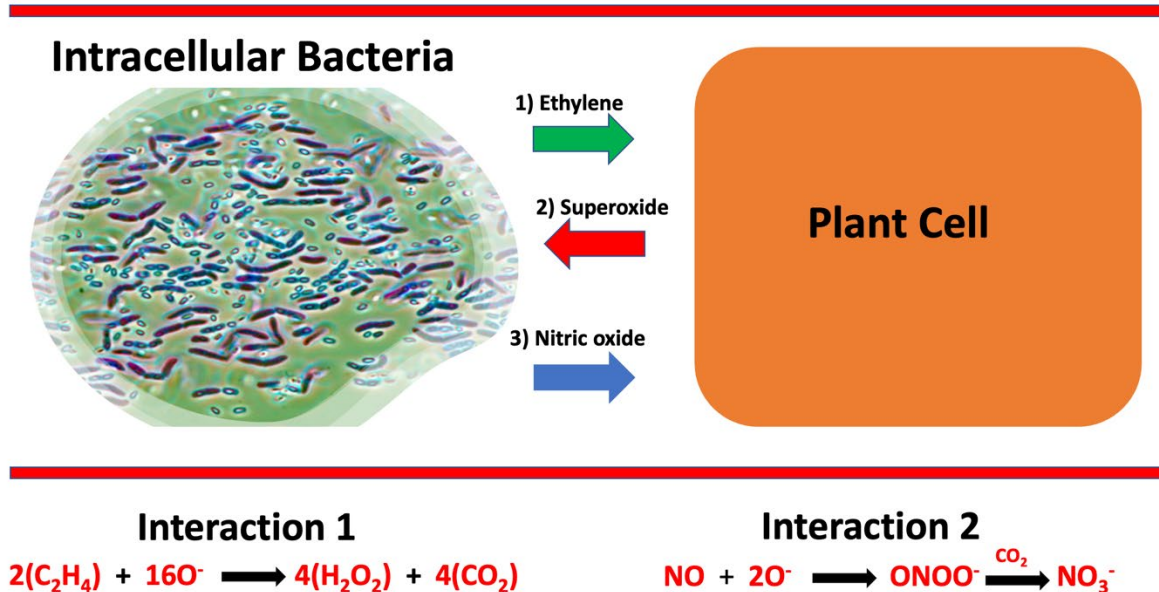 Intracellular Bacteria
1) Ethylene
2) Superoxide
3) Nitric oxide
Plant Cell
Interaction 1
2(C₂H₄) + 16O⁻ ⟶ 4(H₂O₂) + 4(CO₂)
Interaction 2
CO₂
NO + 2O⁻ ⟶ ONOO⁻ ⟶ NO₃⁻